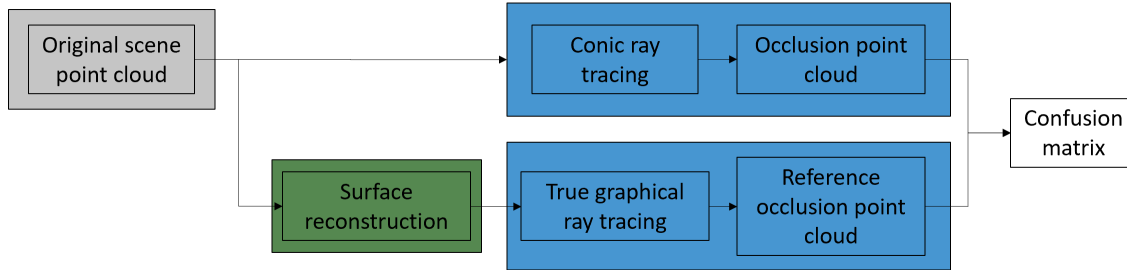 Original scene
point cloud
Conic ray
tracing
Occlusion point
cloud
Confusion
matrix
Surface
reconstruction
True graphical
ray tracing
Reference
occlusion point
cloud